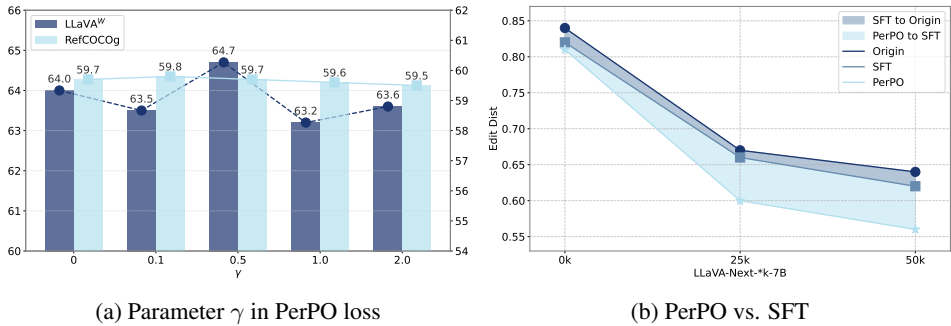 LLaVA^W
RefCOCOg
66
65
64
63
62
61
60
62
61
60
59
58
57
56
55
54
64.0
59.7
63.5
59.8
64.7
59.7
63.2
59.6
63.6
59.5
0
0.1
0.5
1.0
2.0
γ
(a) Parameter γ in PerPO loss
SFT to Origin
PerPO to SFT
Origin
SFT
PerPO
Edit Dist
0.85
0.80
0.75
0.70
0.65
0.60
0.55
0k
25k
50k
LLaVA-Next-*k-7B
(b) PerPO vs. SFT